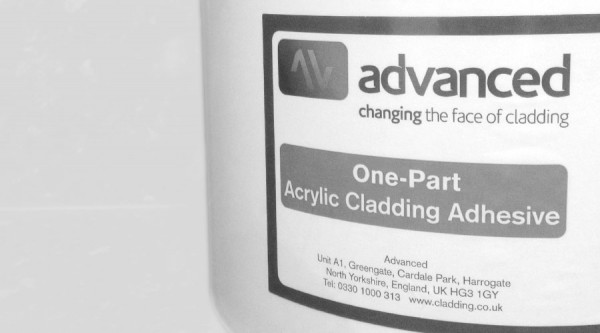 advanced
changing the face of cladding
One-Part
Acrylic Cladding Adhesive
Advanced
Unit A1, Greengate, Cardale Park, Harrogate
North Yorkshire, England, UK HG3 1GY
Tel: 0330 1000 313 www.cladding.co.uk